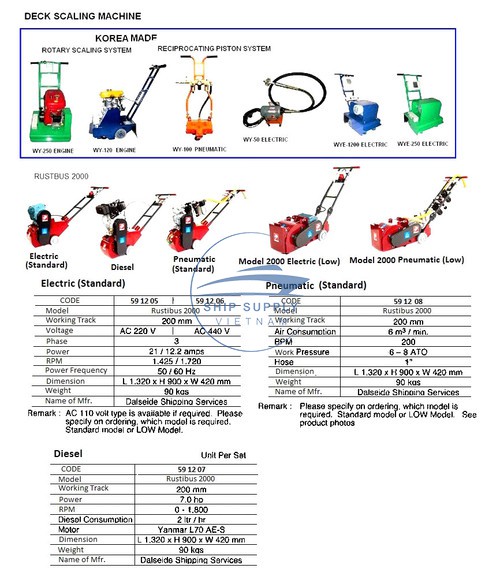 DECK SCALING MACHINE
KOREA MADE
ROTARY SCALING SYSTEM
RECIPROCATING PISTON SYSTEM
WY-250 ENGINE
WY-120 ENGINE
WY-100 PNEUMATIC
WY-50 ELECTRIC
WYE-1200 ELECTRIC
WYE-250 ELECTRIC
RUSTBUS 2000
Electric (Standard)
Diesel
Pneumatic (Standard)
Model 2000 Electric (Low)
Model 2000 Pneumatic (Low)
SHIP SUPPLY
VIETNAM
Electric (Standard)
CODE 59 12 05 59 12 06
Model Rustibus 2000
Working Track 200 mm
Voltage AC 220 V AC 440 V
Phase 3
Power 21 / 12.2 amps
RPM 1.425 / 1.720
Power Frequency 50 / 60 Hz
Dimension L 1.320 x H 900 x W 420 mm
Weight 90 kgs
Name of Mfr. Dalseide Shipping Services
Remark : AC 110 volt type is available if required. Please
specify on ordering, which model is required.
Standard model or LOW Model.
Pneumatic (Standard)
CODE 59 12 08
Model Rustibus 2000
Working Track 200 mm
Air Consumption 6 m³ / min.
BPM 200
Work Pressure 6 – 8 ATO
Hose 1"
Dimension L 1.320 x H 900 x W 420 mm
Weight 90 kgs
Name of Mfr. Dalseide Shipping Services
Remark : Please specify on ordering, which model is
required. Standard model or LOW Model. See
product photos
Diesel
Unit Per Set
CODE 59 12 07
Model Rustibus 2000
Working Track 200 mm
Power 7.0 hp
RPM 0 - 1,800
Diesel Consumption 2 ltr / hr
Motor Yanmar L70 AE-S
Dimension L 1.320 x H 900 x W 420 mm
Weight 90 kgs
Name of Mfr. Dalseide Shipping Services